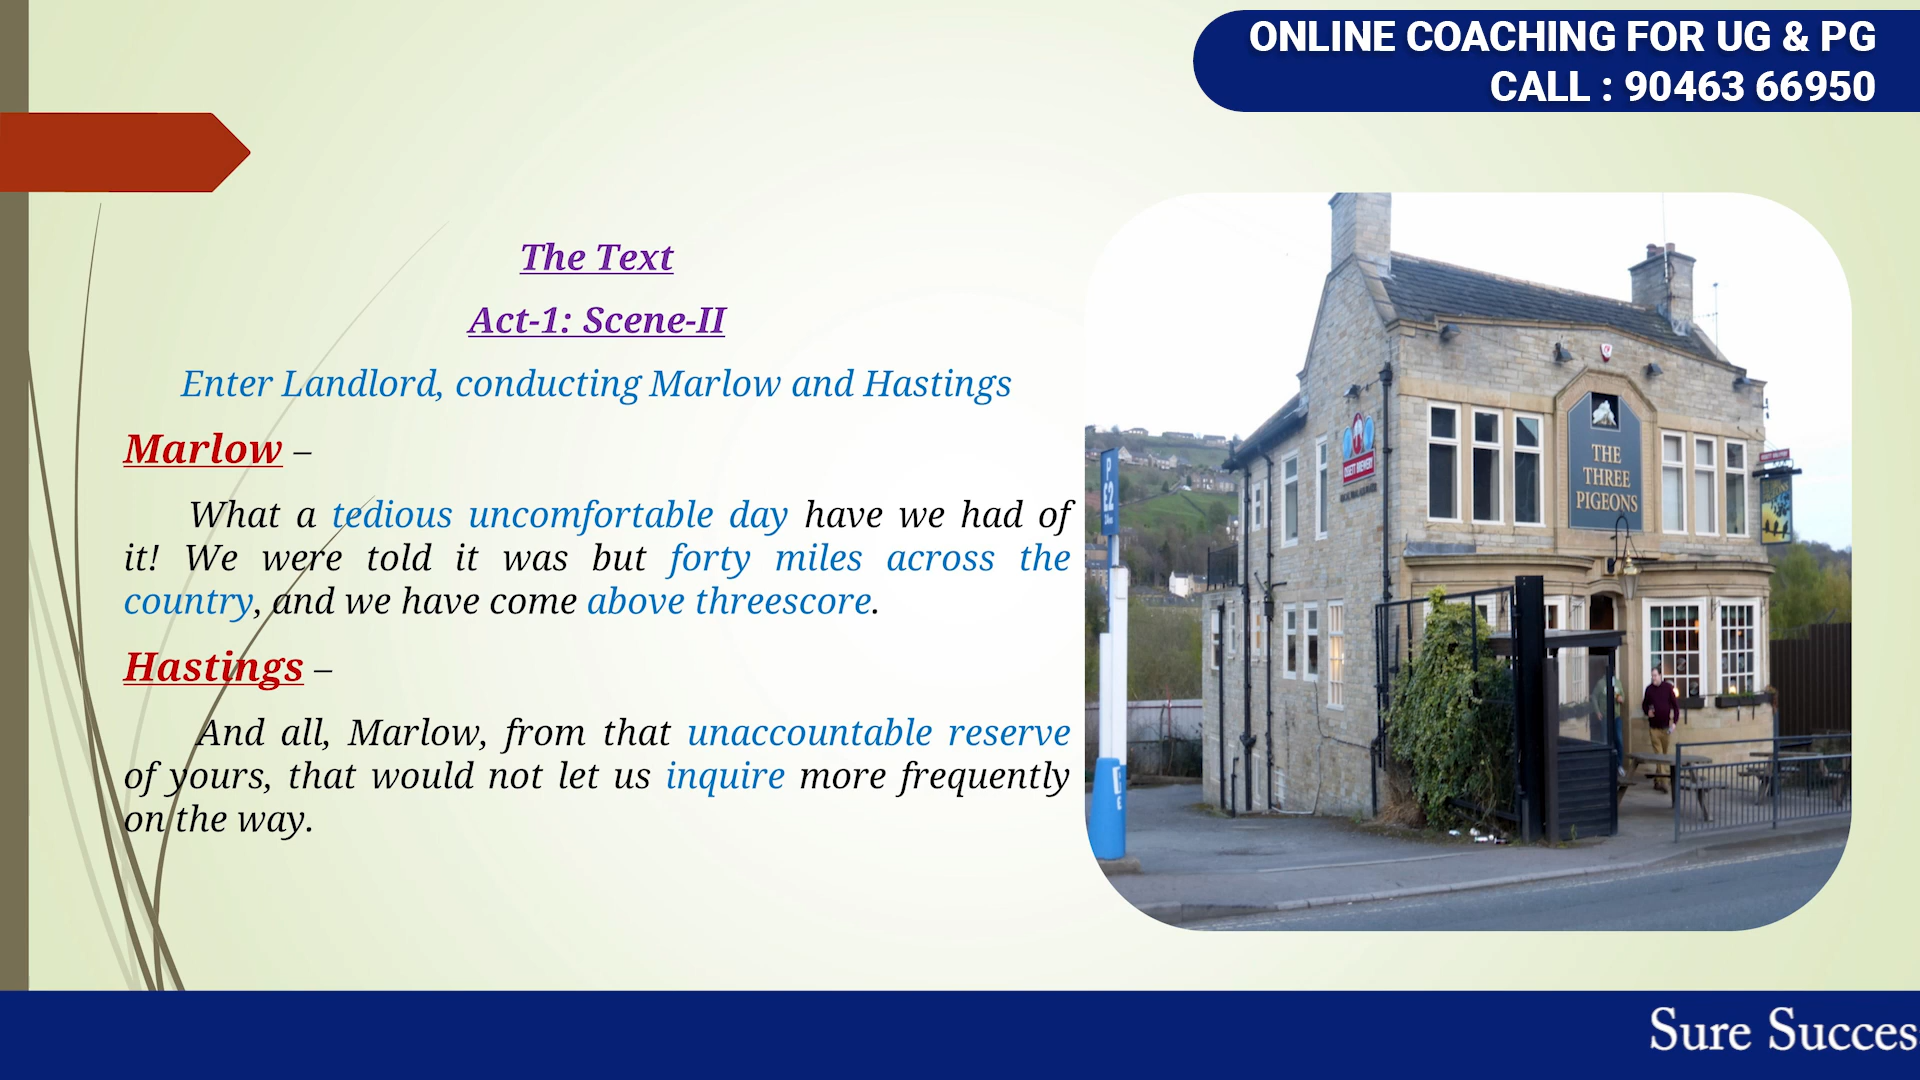 ONLINE COACHING FOR UG & PG
CALL : 90463 66950
The Text
Act-1: Scene-II
Enter Landlord, conducting Marlow and Hastings
Marlow –
What a tedious uncomfortable day have we had of
it! We were told it was but forty miles across the
country, and we have come above threescore.
Hastings –
And all, Marlow, from that unaccountable reserve
of yours, that would not let us inquire more frequently
on the way.
THE
THREE
PIGEONS
P
£2
Sure Succes